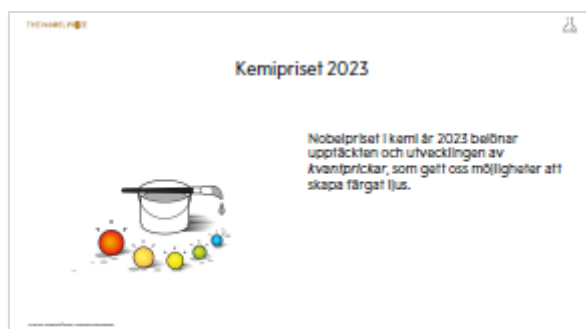 THE NOBEL PRIZE
Kemipriset 2023
Nobelpriset i kemi år 2023 belönar
upptäckten och utvecklingen av
kvantprickar, som gett oss möjligheter att
skapa färgat ljus.